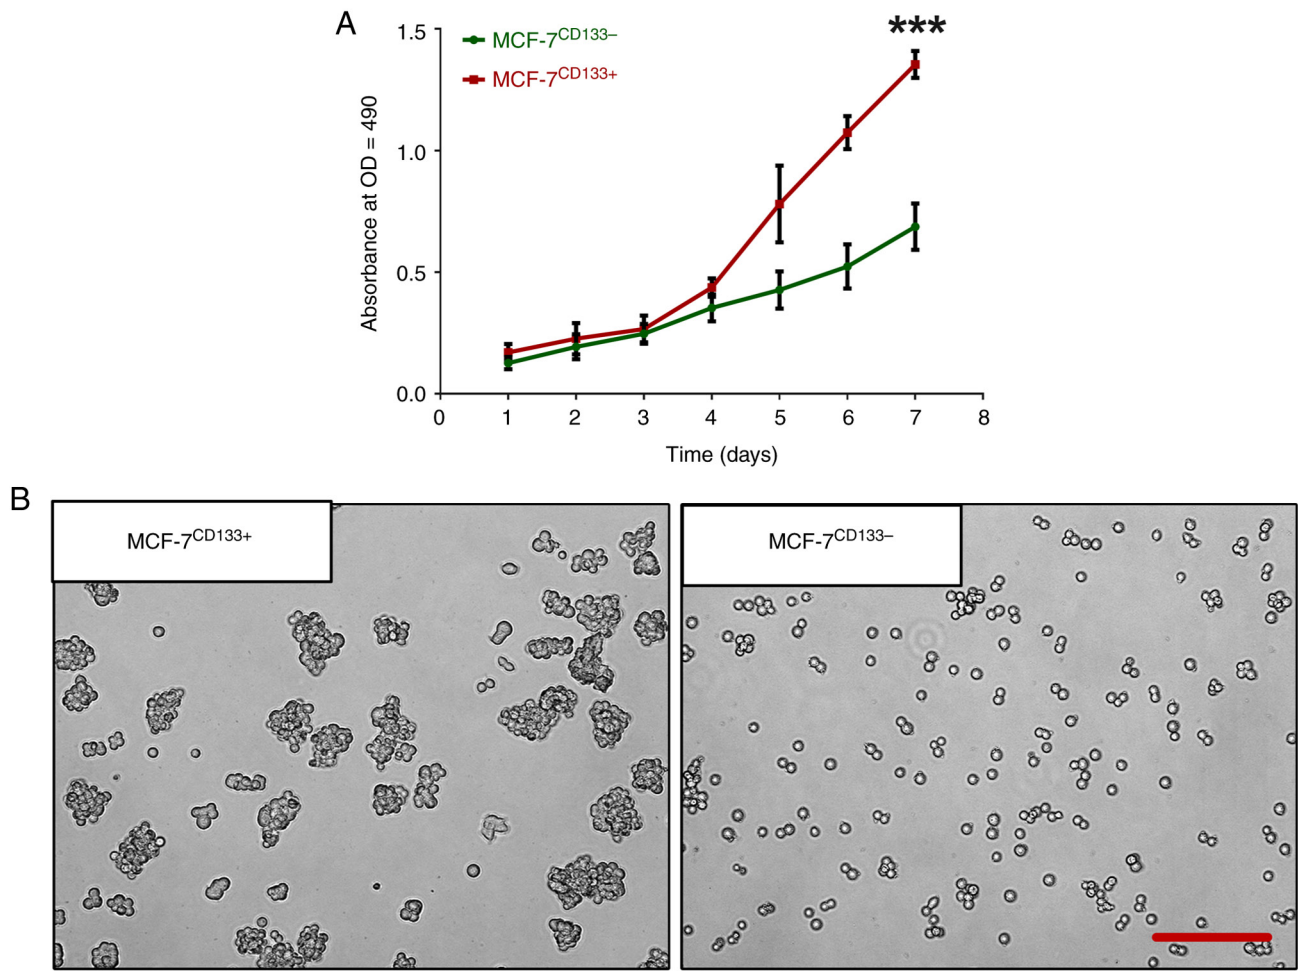 A
***
1.5
MCF-7CD133–
MCF-7CD133+
1.0
Absorbance at OD = 490
0.5
0.0
0 1 2 3 4 5 6 7 8
Time (days)
B
MCF-7CD133+
MCF-7CD133–